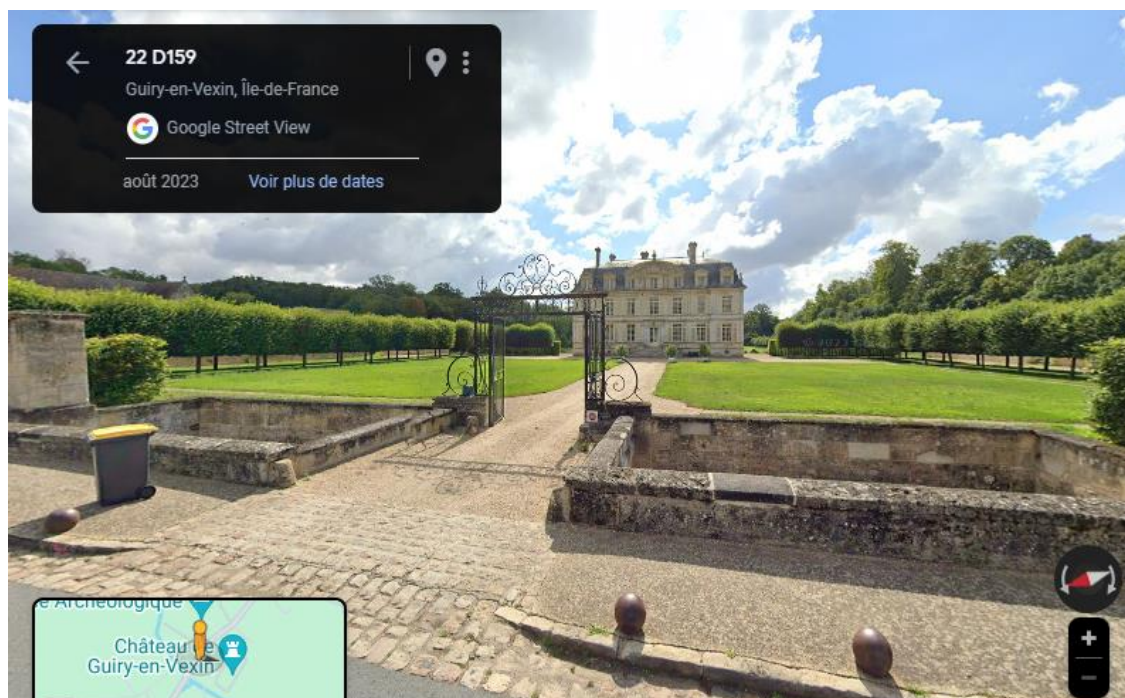 22 D159
Guiry-en-Vexin, Île-de-France
Google Street View
août 2023
Voir plus de dates
Archéologique
Château de
Guiry-en-Vexin